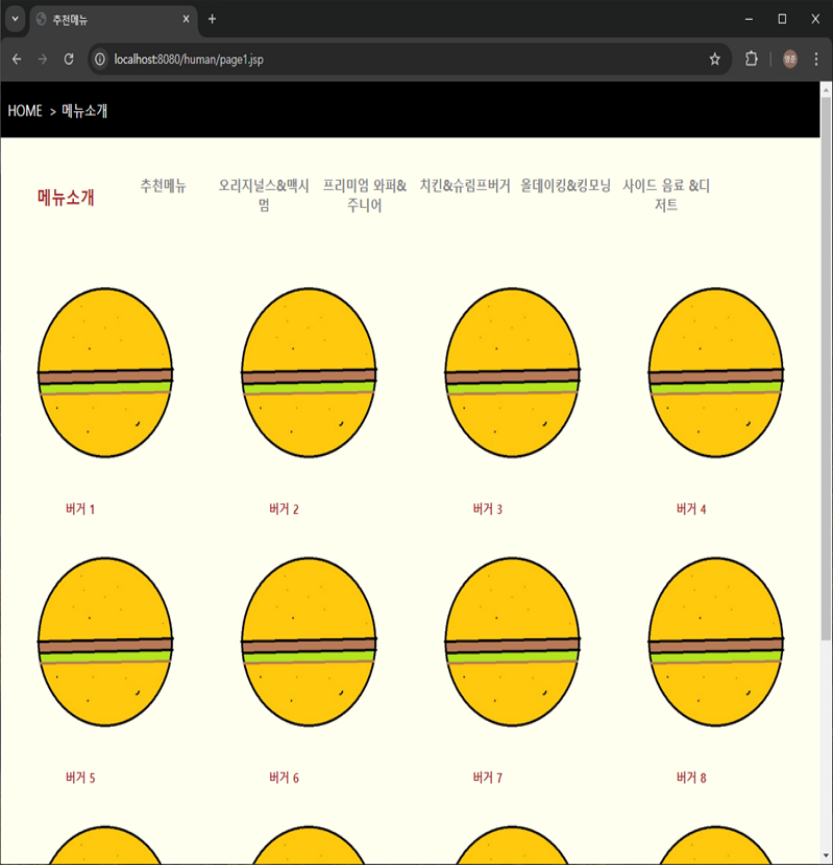 추천메뉴
localhost:8080/human/page1.jsp
HOME > 메뉴소개
메뉴소개
추천메뉴
오리지널스&맥시
멈
프리미엄 와퍼&
주니어
치킨&슈림프버거
올데이킹&킹모닝
사이드 음료 &디
저트
버거 1
버거 2
버거 3
버거 4
버거 5
버거 6
버거 7
버거 8